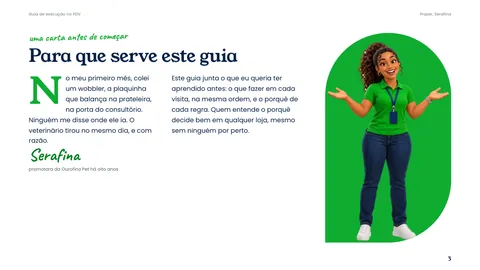 Guia de execução no PDV
Prazer, Serafina
uma carta antes de começar
Para que serve este guia
No meu primeiro mês, colei
um wobbler, a plaquinha
que balança na prateleira,
na porta do consultório.
Ninguém me disse onde ele ia. O
veterinário tirou no mesmo dia, e com
razão.
Serafina
promotora da Ourofino Pet há oito anos
Este guia junta o que eu queria ter
aprendido antes: o que fazer em cada
visita, na mesma ordem, e o porquê de
cada regra. Quem entende o porquê
decide bem em qualquer loja, mesmo
sem ninguém por perto.
3